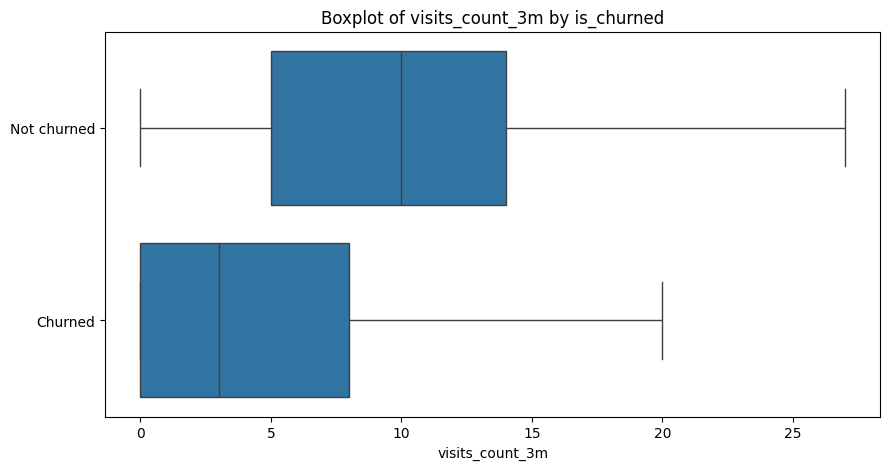 Boxplot of visits_count_3m by is_churned
Not churned
Churned
0 5 10 15 20 25
visits_count_3m